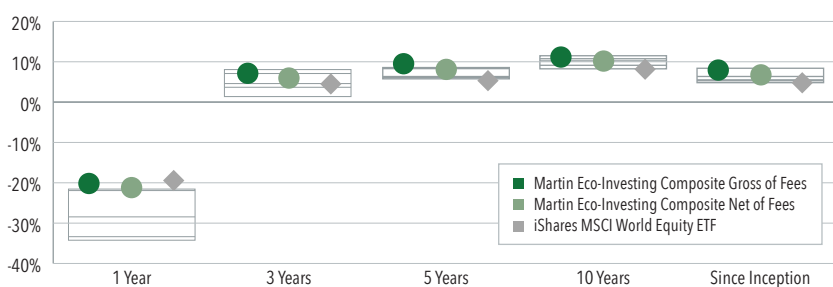 20%
10%
0%
-10%
-20%
-30%
-40%
Martin Eco-Investing Composite Gross of Fees
Martin Eco-Investing Composite Net of Fees
iShares MSCI World Equity ETF
1 Year 3 Years 5 Years 10 Years Since Inception